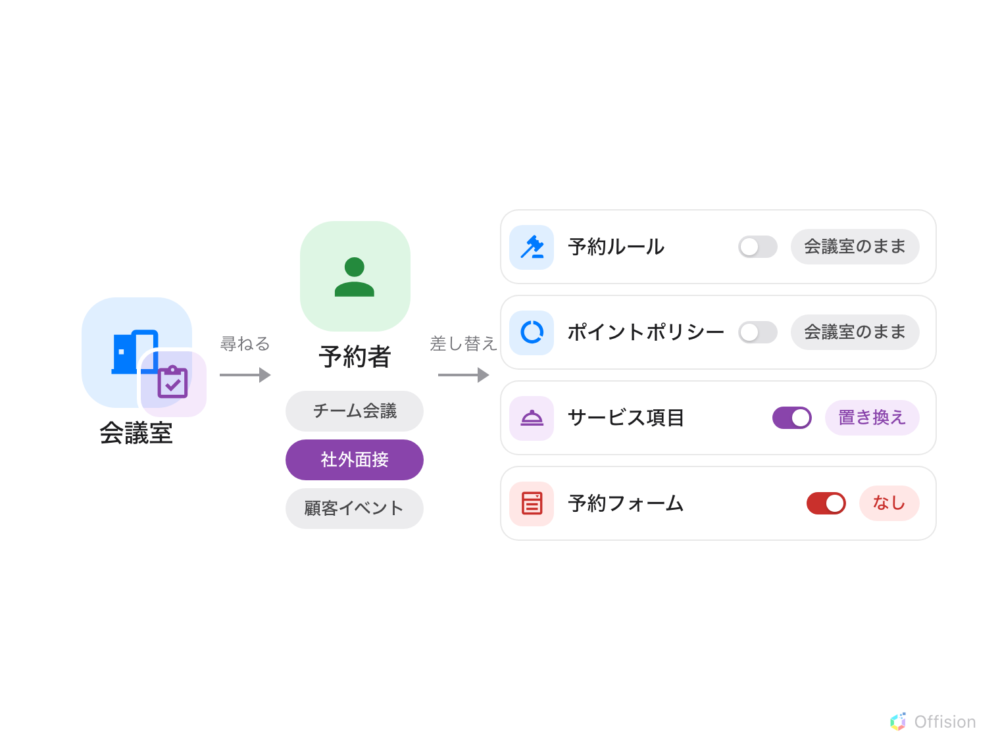 会議室
尋ねる
予約者
チーム会議
社外面接
顧客イベント
差し替え
予約ルール
会議室のまま
ポイントポリシー
会議室のまま
サービス項目
置き換え
予約フォーム
なし
Offision